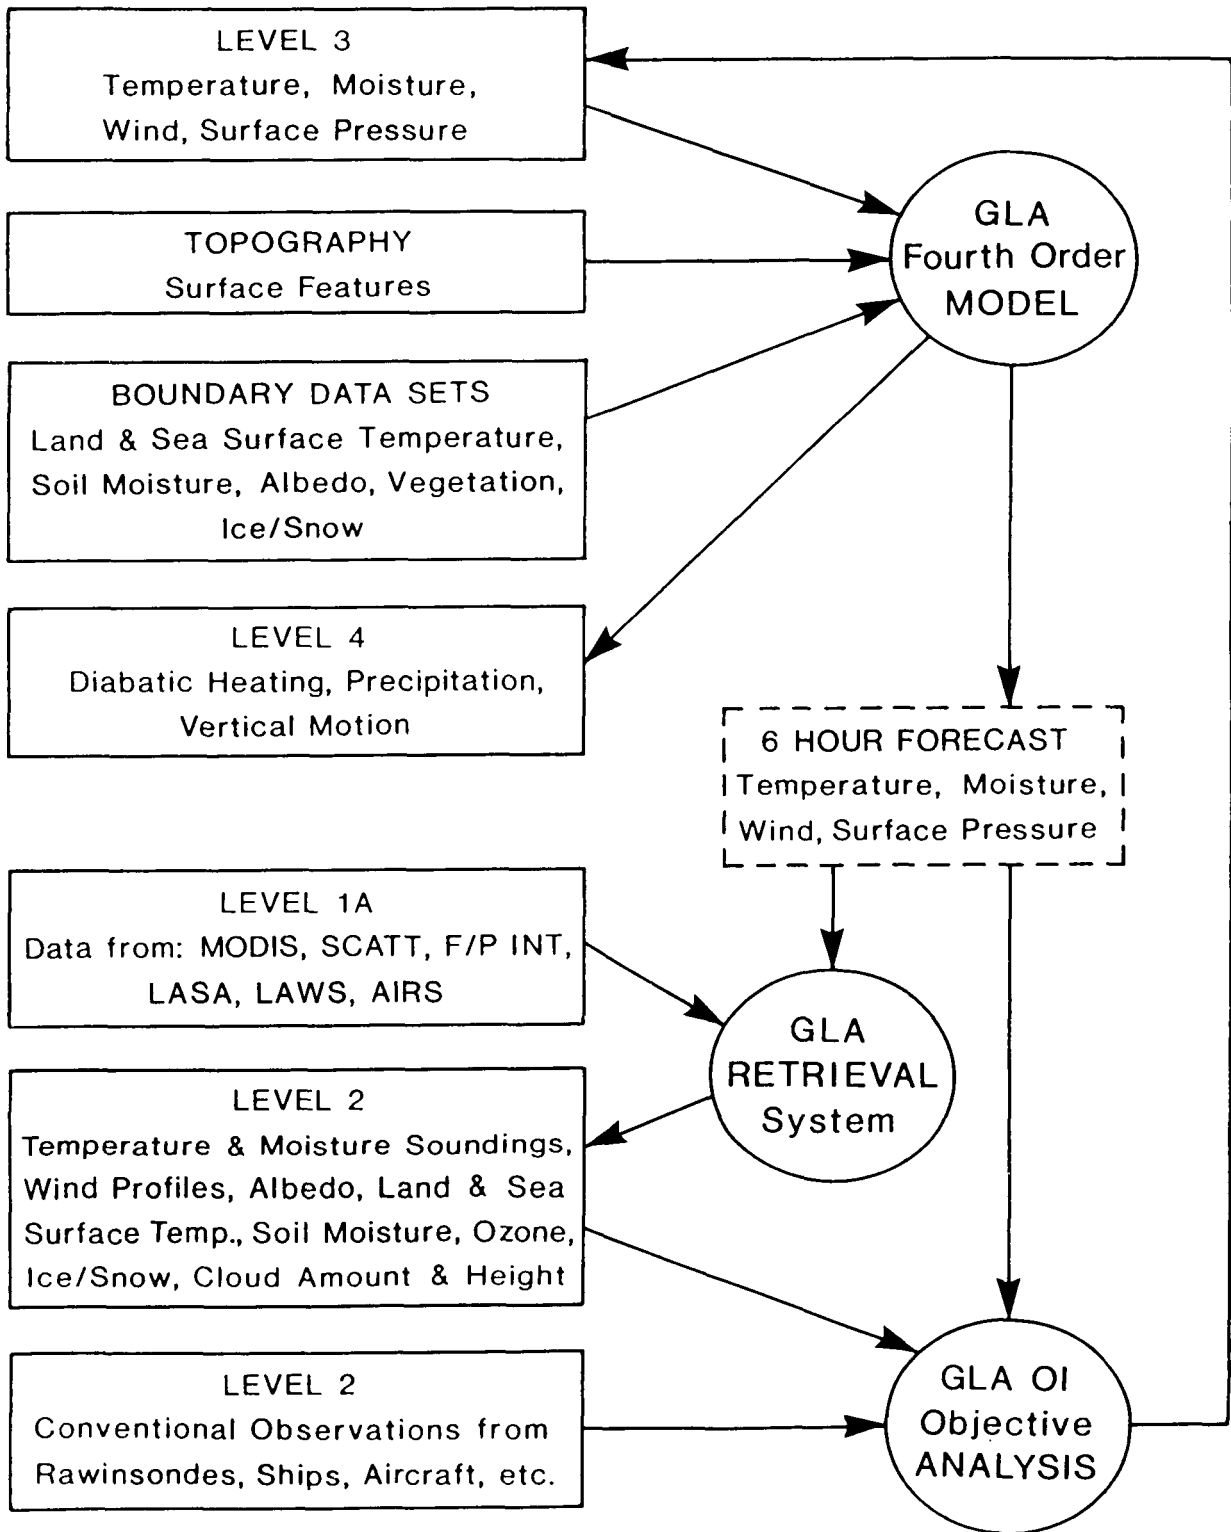 LEVEL 3
Temperature, Moisture,
Wind, Surface Pressure
GLA
Fourth Order
MODEL
TOPOGRAPHY
Surface Features
BOUNDARY DATA SETS
Land & Sea Surface Temperature,
Soil Moisture, Albedo, Vegetation,
Ice/Snow
LEVEL 4
Diabatic Heating, Precipitation,
Vertical Motion
6 HOUR FORECAST
Temperature, Moisture,
Wind, Surface Pressure
LEVEL 1A
Data from: MODIS, SCATT, F/P INT,
LASA, LAWS, AIRS
GLA
RETRIEVAL
System
LEVEL 2
Temperature & Moisture Soundings,
Wind Profiles, Albedo, Land & Sea
Surface Temp., Soil Moisture, Ozone,
Ice/Snow, Cloud Amount & Height
LEVEL 2
Conventional Observations from
Rawinsondes, Ships, Aircraft, etc.
GLA OI
Objective
ANALYSIS